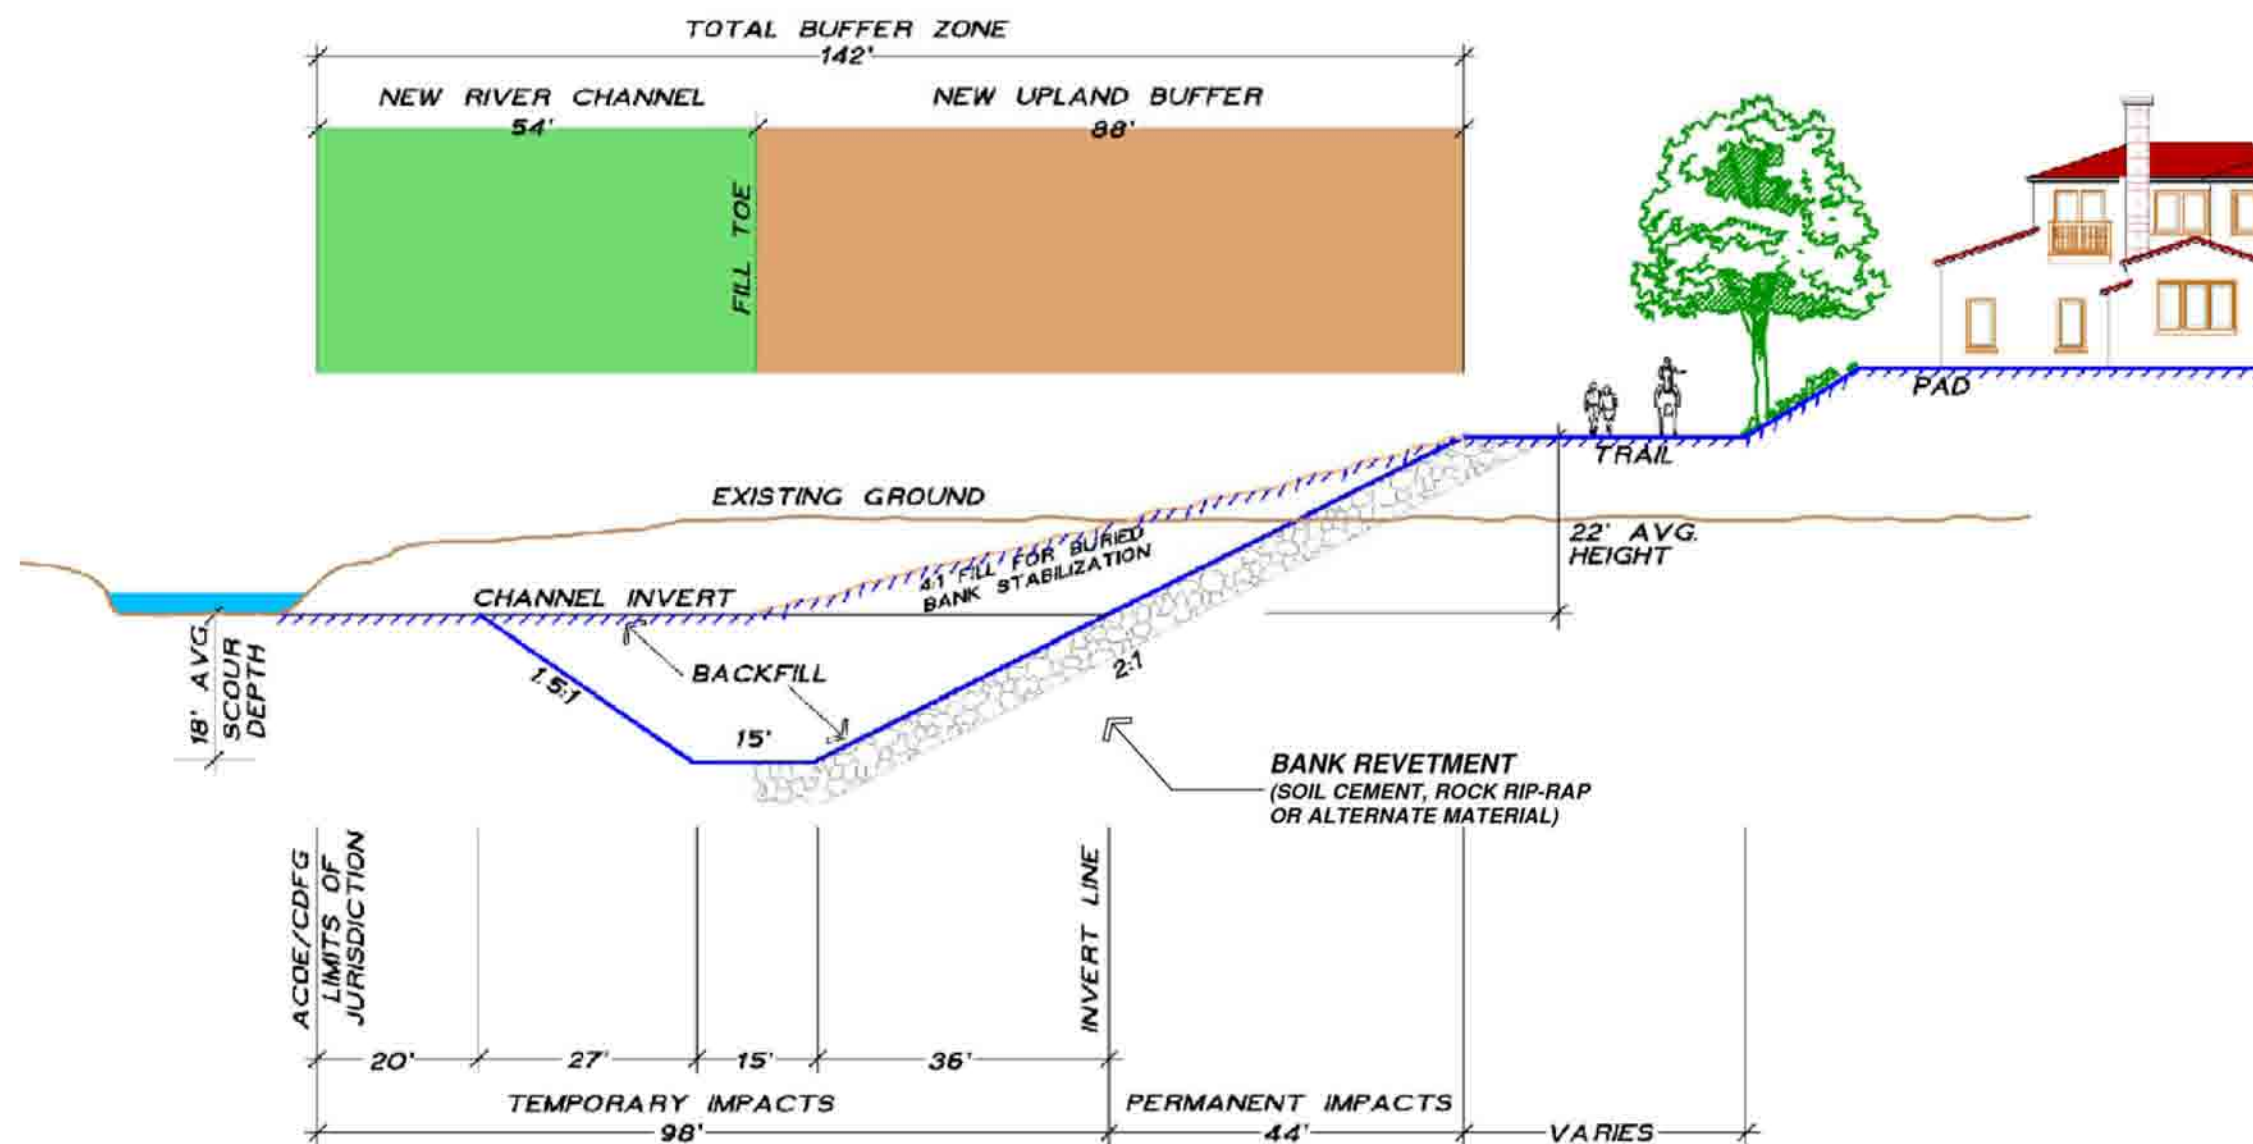 TOTAL BUFFER ZONE
142'
NEW RIVER CHANNEL
54'
NEW UPLAND BUFFER
88'
FILL TOE
PAD
TRAIL
EXISTING GROUND
22' AVG.
HEIGHT
4:1 FILL FOR BURIED
BANK STABILIZATION
CHANNEL INVERT
18' AVG
SCOUR
DEPTH
BACKFILL
1.5:1
2:1
15'
BANK REVETMENT
(SOIL CEMENT, ROCK RIP-RAP
OR ALTERNATE MATERIAL)
ACOE/CDFG
LIMITS OF
JURISDICTION
INVERT LINE
20'
27'
15'
36'
TEMPORARY IMPACTS
98'
PERMANENT IMPACTS
44'
VARIES